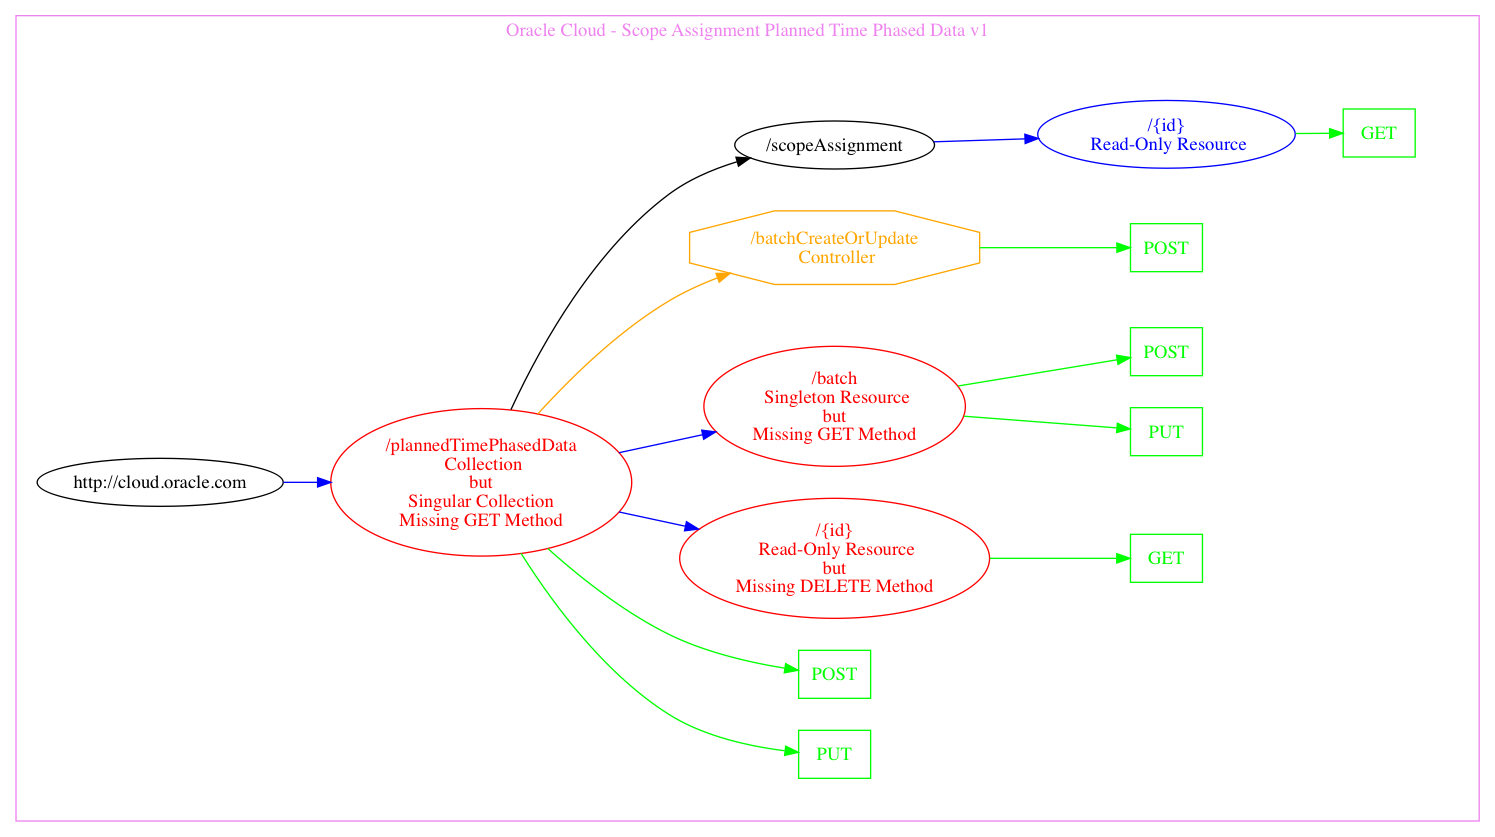 Oracle Cloud - Scope Assignment Planned Time Phased Data v1
/scopeAssignment
/{id}
Read-Only Resource
GET
/batchCreateOrUpdate
Controller
POST
/batch
Singleton Resource
but
Missing GET Method
POST
PUT
http://cloud.oracle.com
/plannedTimePhasedData
Collection
but
Singular Collection
Missing GET Method
/{id}
Read-Only Resource
but
Missing DELETE Method
GET
POST
PUT